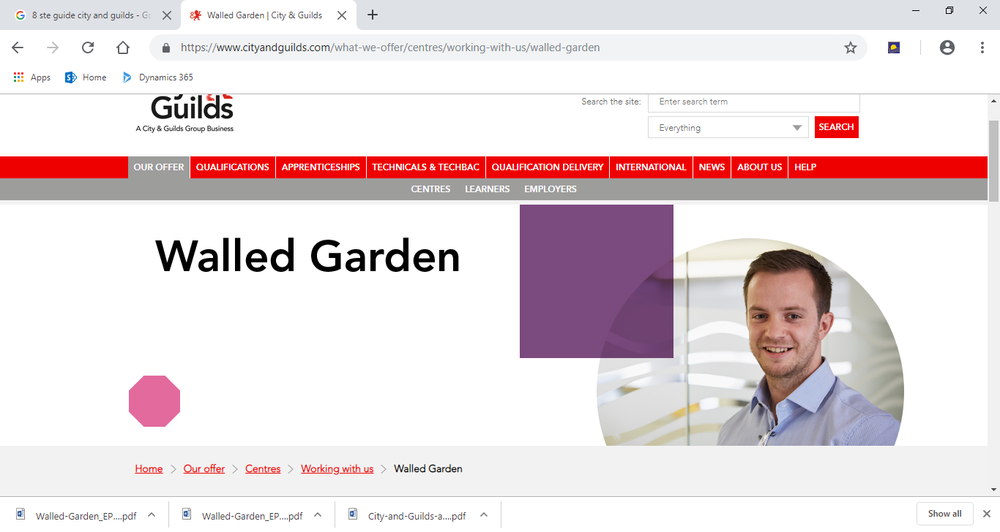 8 ste guide city and guilds - Go
Walled Garden | City & Guilds
https://www.cityandguilds.com/what-we-offer/centres/working-with-us/walled-garden
Apps Home Dynamics 365
Guilds
A City & Guilds Group Business
Search the site: Enter search term
Everything SEARCH
OUR OFFER QUALIFICATIONS APPRENTICESHIPS TECHNICALS & TECHBAC QUALIFICATION DELIVERY INTERNATIONAL NEWS ABOUT US HELP
CENTRES LEARNERS EMPLOYERS
Walled Garden
Home > Our offer > Centres > Working with us > Walled Garden
Walled-Garden_EP....pdf Walled-Garden_EP....pdf City-and-Guilds-a....pdf Show all